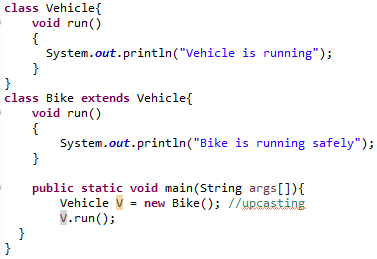 class Vehicle{
void run()
{
System.out.println("Vehicle is running");
}
}
class Bike extends Vehicle{
void run()
{
System.out.println("Bike is running safely");
}
public static void main(String args[]){
Vehicle V = new Bike(); //upcasting
V.run();
}
}